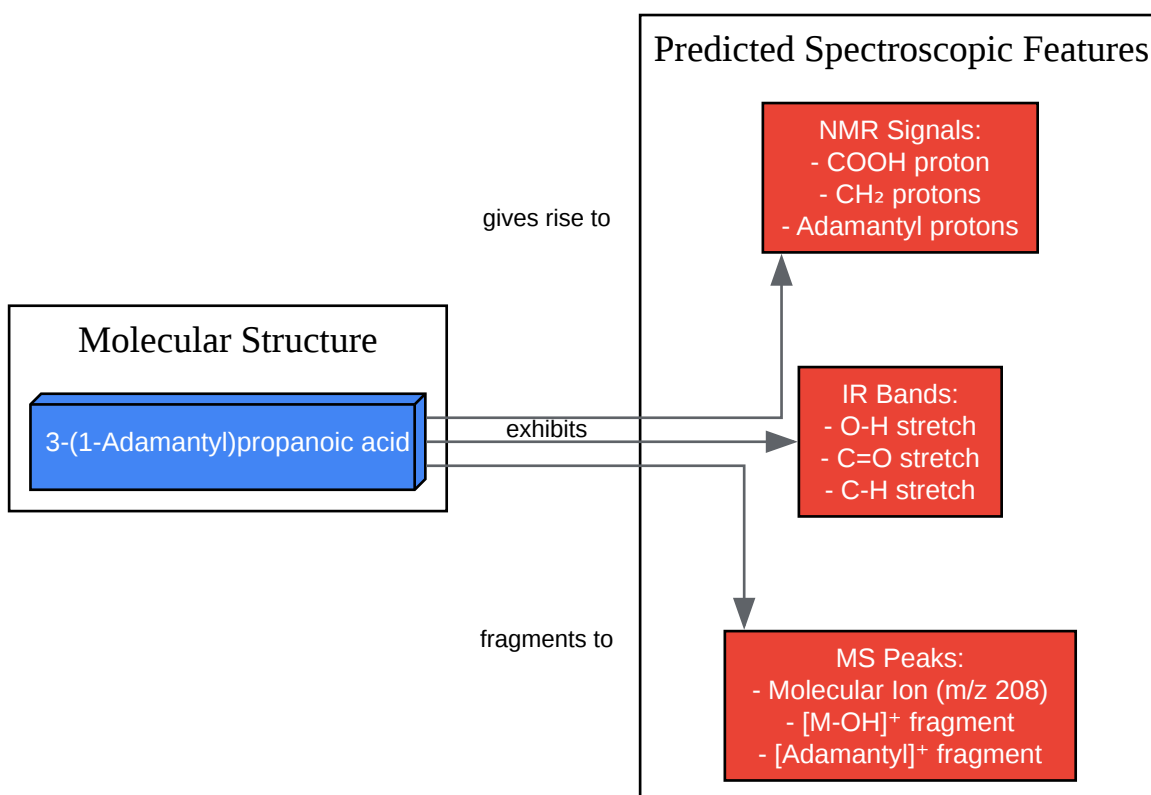 Predicted Spectroscopic Features
NMR Signals:
- COOH proton
- CH₂ protons
- Adamantyl protons
gives rise to
Molecular Structure
3-(1-Adamantyl)propanoic acid
exhibits
IR Bands:
- O-H stretch
- C=O stretch
- C-H stretch
fragments to
MS Peaks:
- Molecular Ion (m/z 208)
- [M-OH]⁺ fragment
- [Adamantyl]⁺ fragment